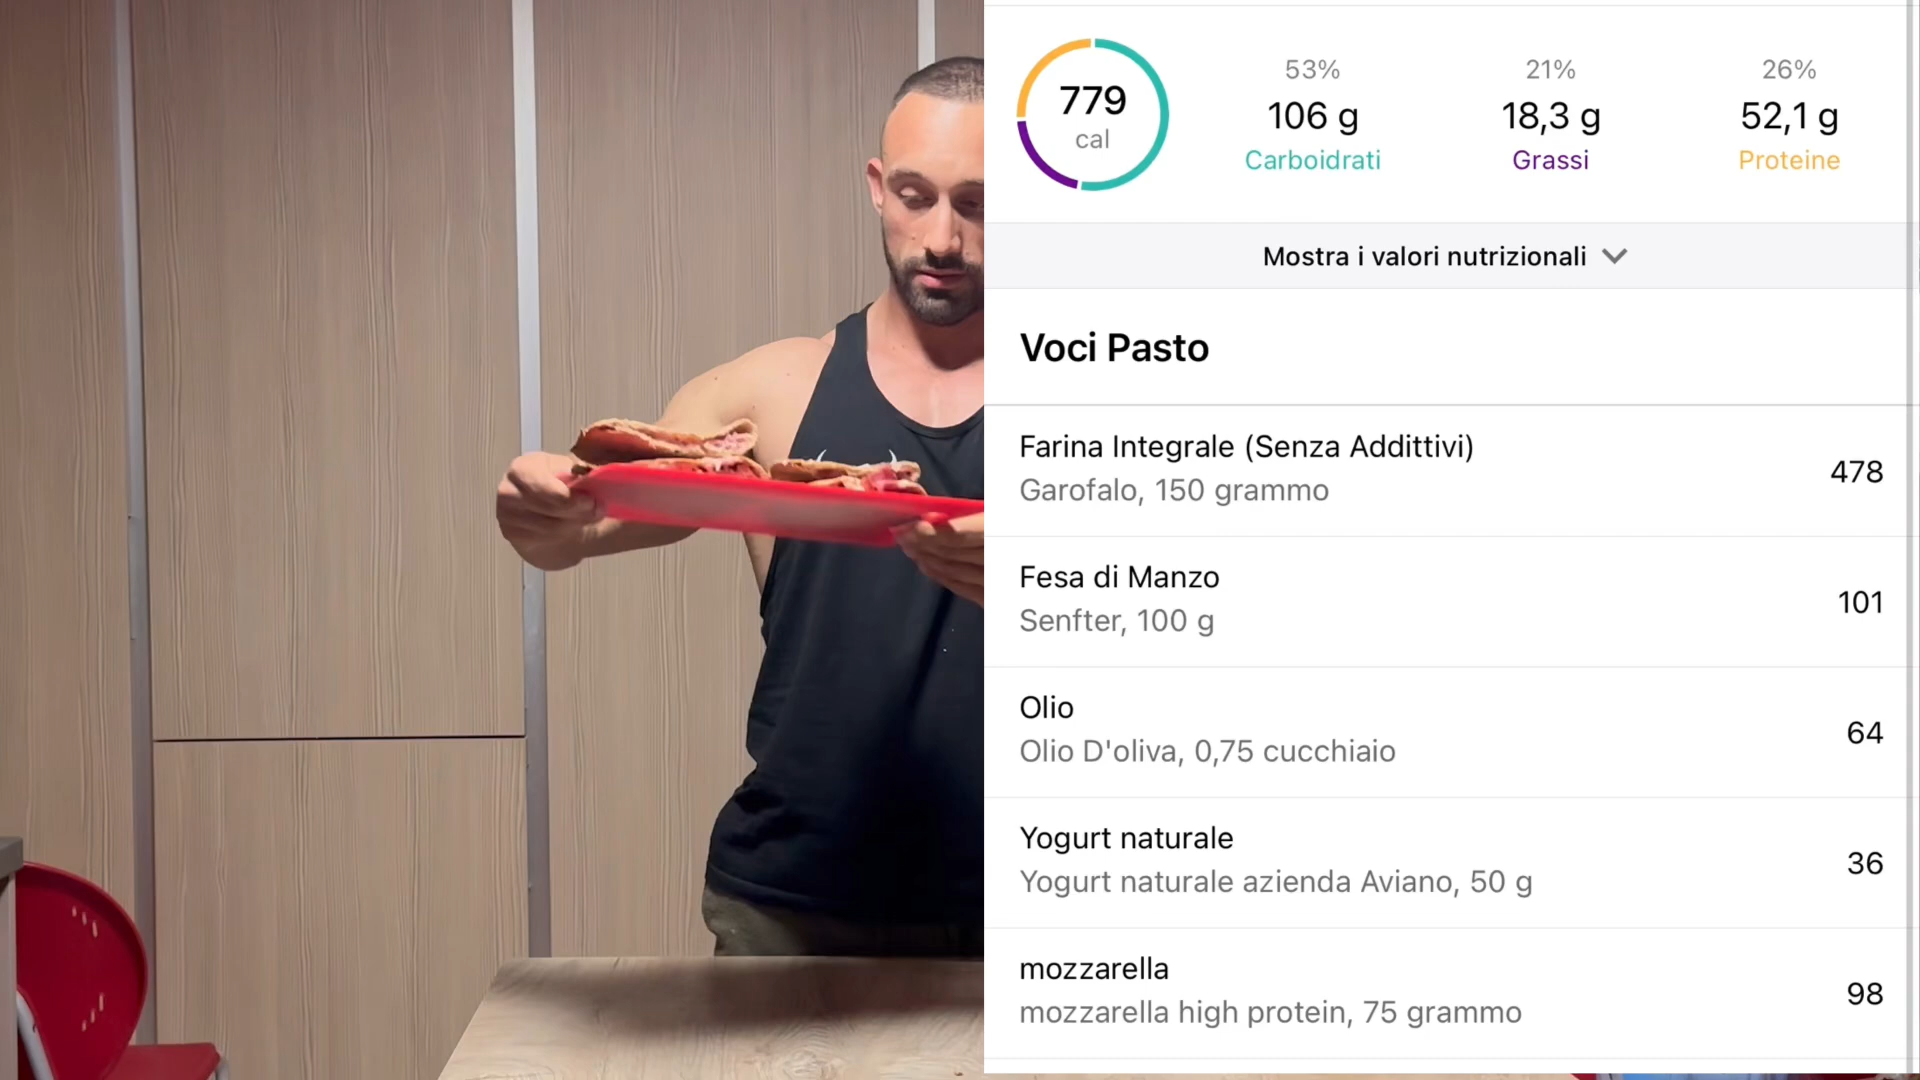 779
cal
53%
106 g
Carboidrati
21%
18,3 g
Grassi
26%
52,1 g
Proteine
Mostra i valori nutrizionali
Voci Pasto
Farina Integrale (Senza Addittivi)
Garofalo, 150 grammo
478
Fesa di Manzo
Senfter, 100 g
101
Olio
Olio D'oliva, 0,75 cucchiaio
64
Yogurt naturale
Yogurt naturale azienda Aviano, 50 g
36
mozzarella
mozzarella high protein, 75 grammo
98